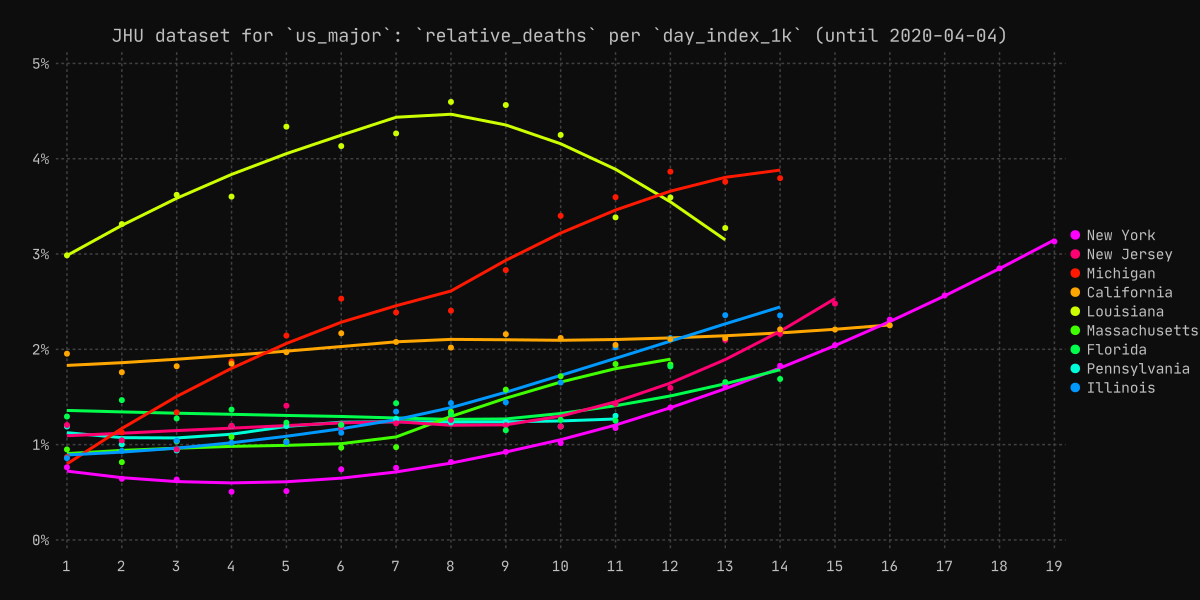 JHU dataset for `us_major`: `relative_deaths` per `day_index_1k` (until 2020-04-04)
5%
4%
3%
2%
1%
0%
1 2 3 4 5 6 7 8 9 10 11 12 13 14 15 16 17 18 19
New York
New Jersey
Michigan
California
Louisiana
Massachusetts
Florida
Pennsylvania
Illinois